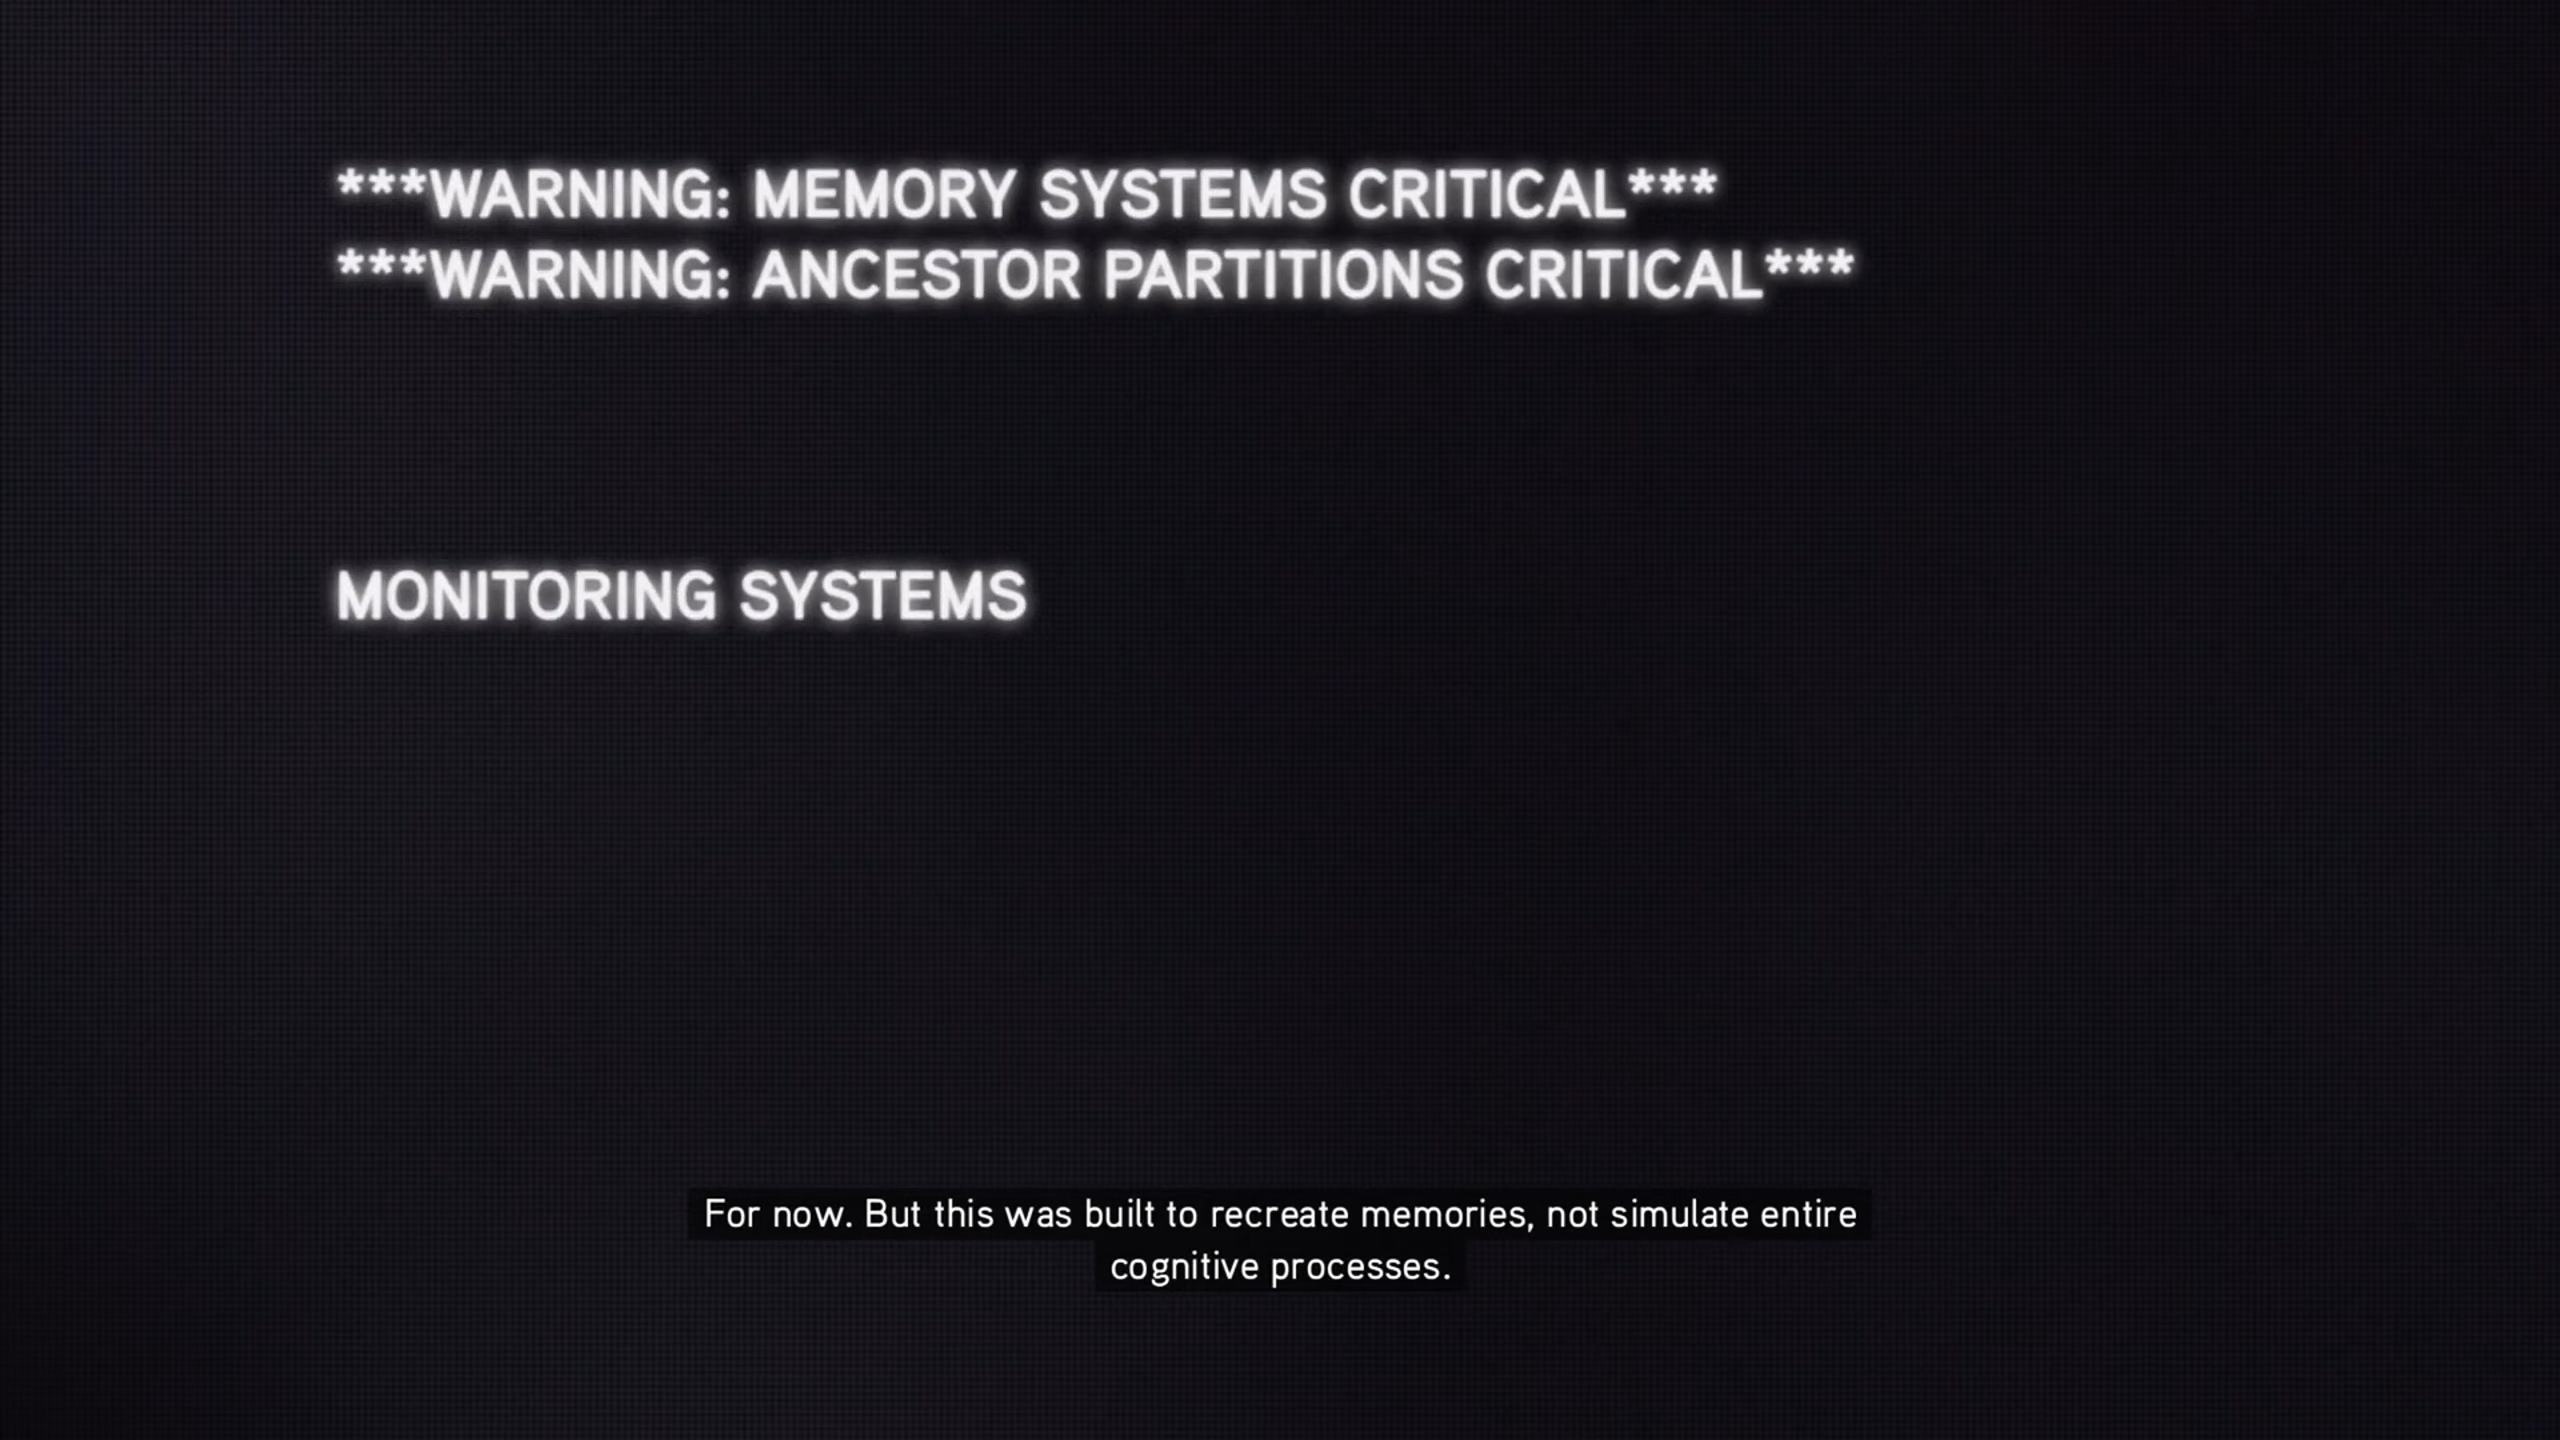 ***WARNING: MEMORY SYSTEMS CRITICAL***
***WARNING: ANCESTOR PARTITIONS CRITICAL***
MONITORING SYSTEMS
For now. But this was built to recreate memories, not simulate entire
cognitive processes.